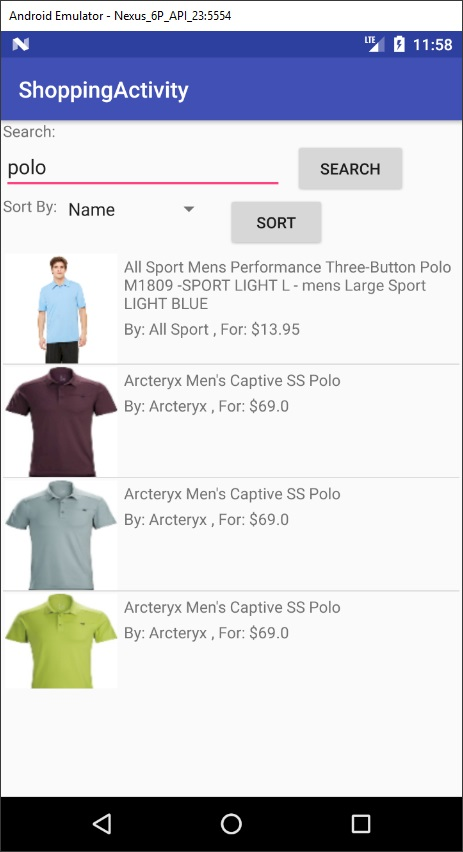 Android Emulator - Nexus_6P_API_23:5554
LTE 11:58
ShoppingActivity
Search:
polo
SEARCH
Sort By: Name
SORT
All Sport Mens Performance Three-Button Polo
M1809 -SPORT LIGHT L - mens Large Sport
LIGHT BLUE
By: All Sport , For: $13.95
Arcteryx Men's Captive SS Polo
By: Arcteryx , For: $69.0
Arcteryx Men's Captive SS Polo
By: Arcteryx , For: $69.0
Arcteryx Men's Captive SS Polo
By: Arcteryx , For: $69.0